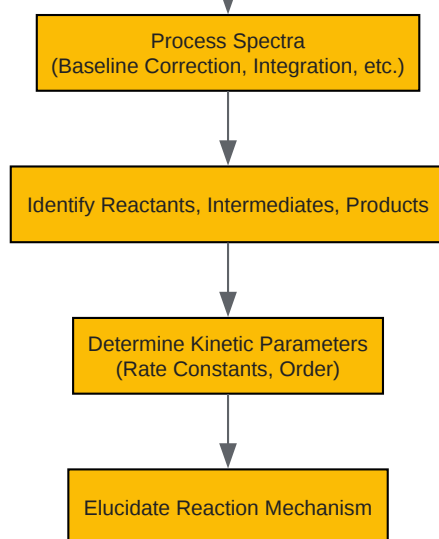 Process Spectra
(Baseline Correction, Integration, etc.)
Identify Reactants, Intermediates, Products
Determine Kinetic Parameters
(Rate Constants, Order)
Elucidate Reaction Mechanism